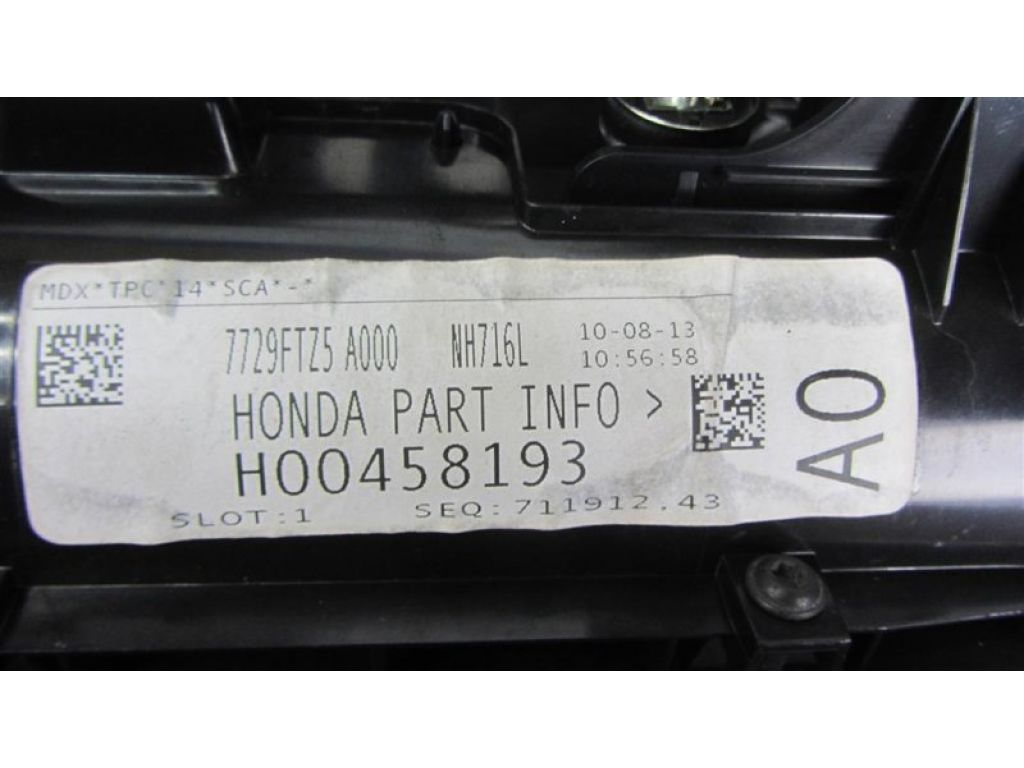 MDX*TPC*14*SCA*-*
7729FTZ5 A000 NH716L 10-08-13
10:56:58
HONDA PART INFO >
H00458193
SLOT:1 SEQ:711912.43
A0